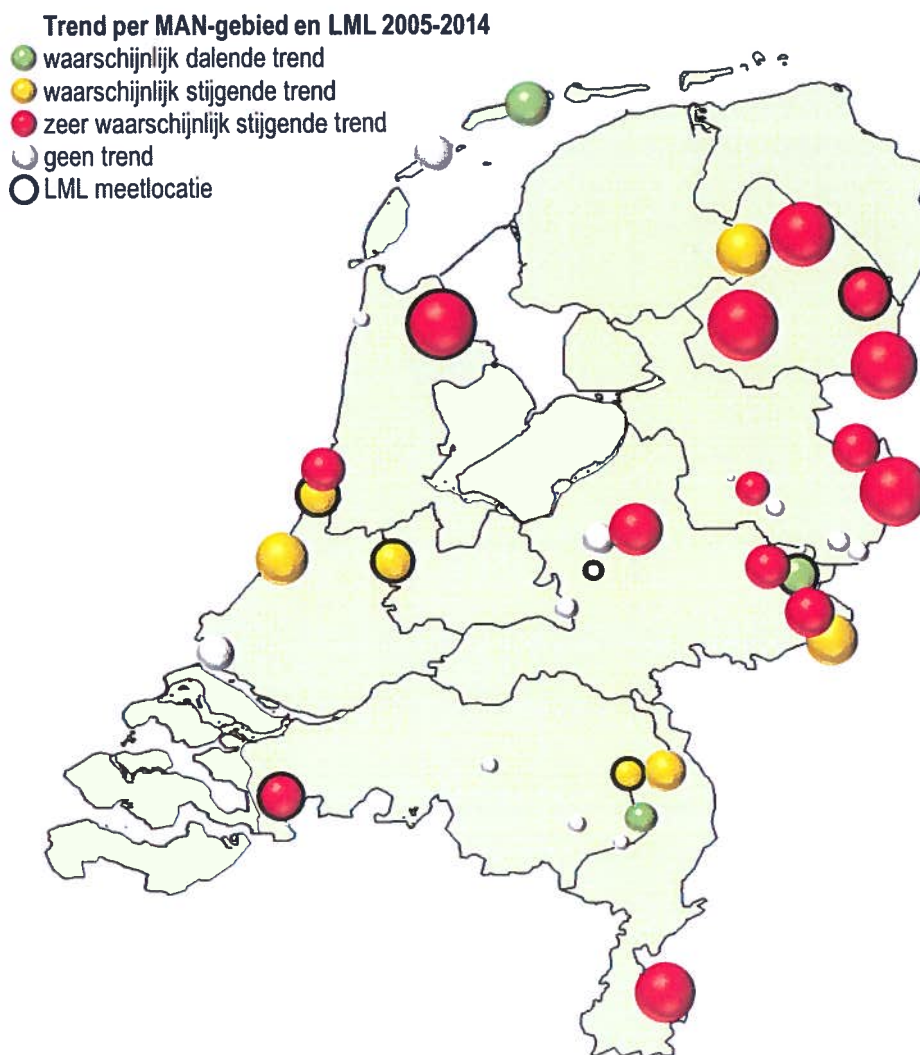 Trend per MAN-gebied en LML 2005-2014
waarschijnlijk dalende trend
waarschijnlijk stijgende trend
zeer waarschijnlijk stijgende trend
geen trend
LML meetlocatie